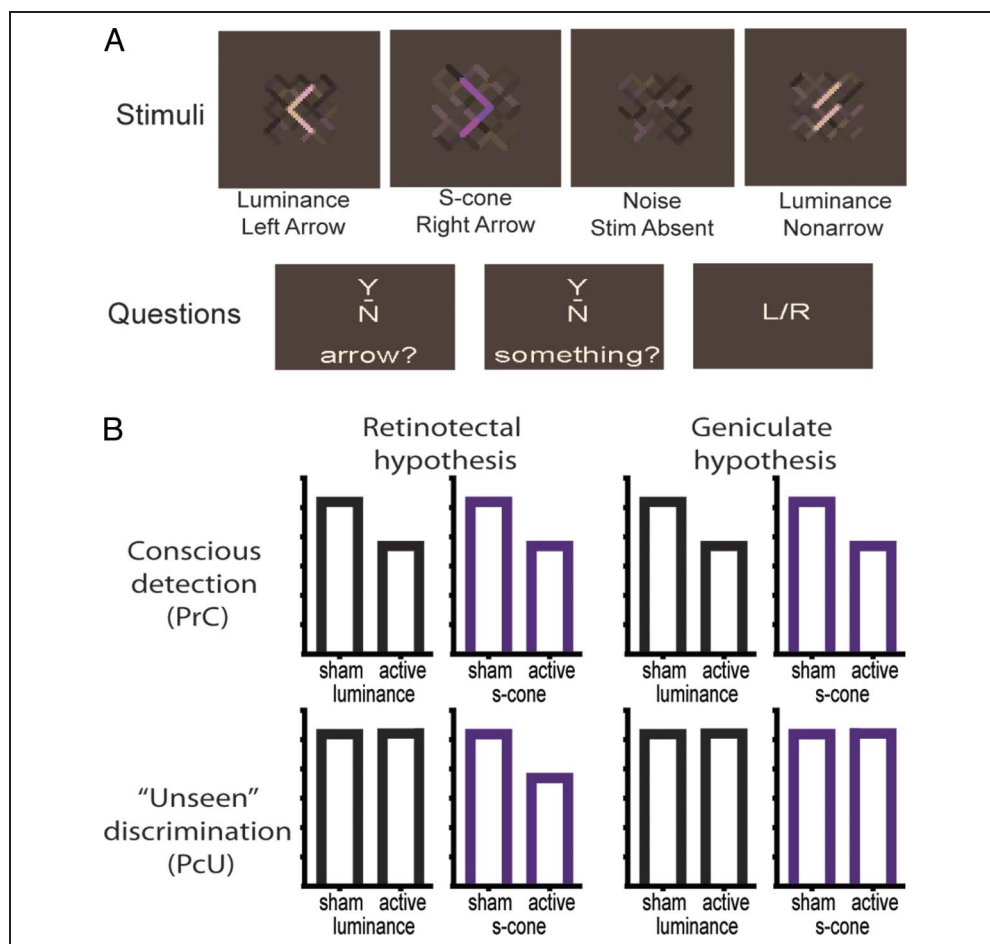 A
Stimuli
Luminance
Left Arrow
S-cone
Right Arrow
Noise
Stim Absent
Luminance
Nonarrow
Questions
Y
N
arrow?
Y
N
something?
L/R
B
Retinotectal
hypothesis
Geniculate
hypothesis
Conscious
detection
(PrC)
sham active
luminance
sham active
s-cone
sham active
luminance
sham active
s-cone
"Unseen"
discrimination
(PcU)
sham active
luminance
sham active
s-cone
sham active
luminance
sham active
s-cone